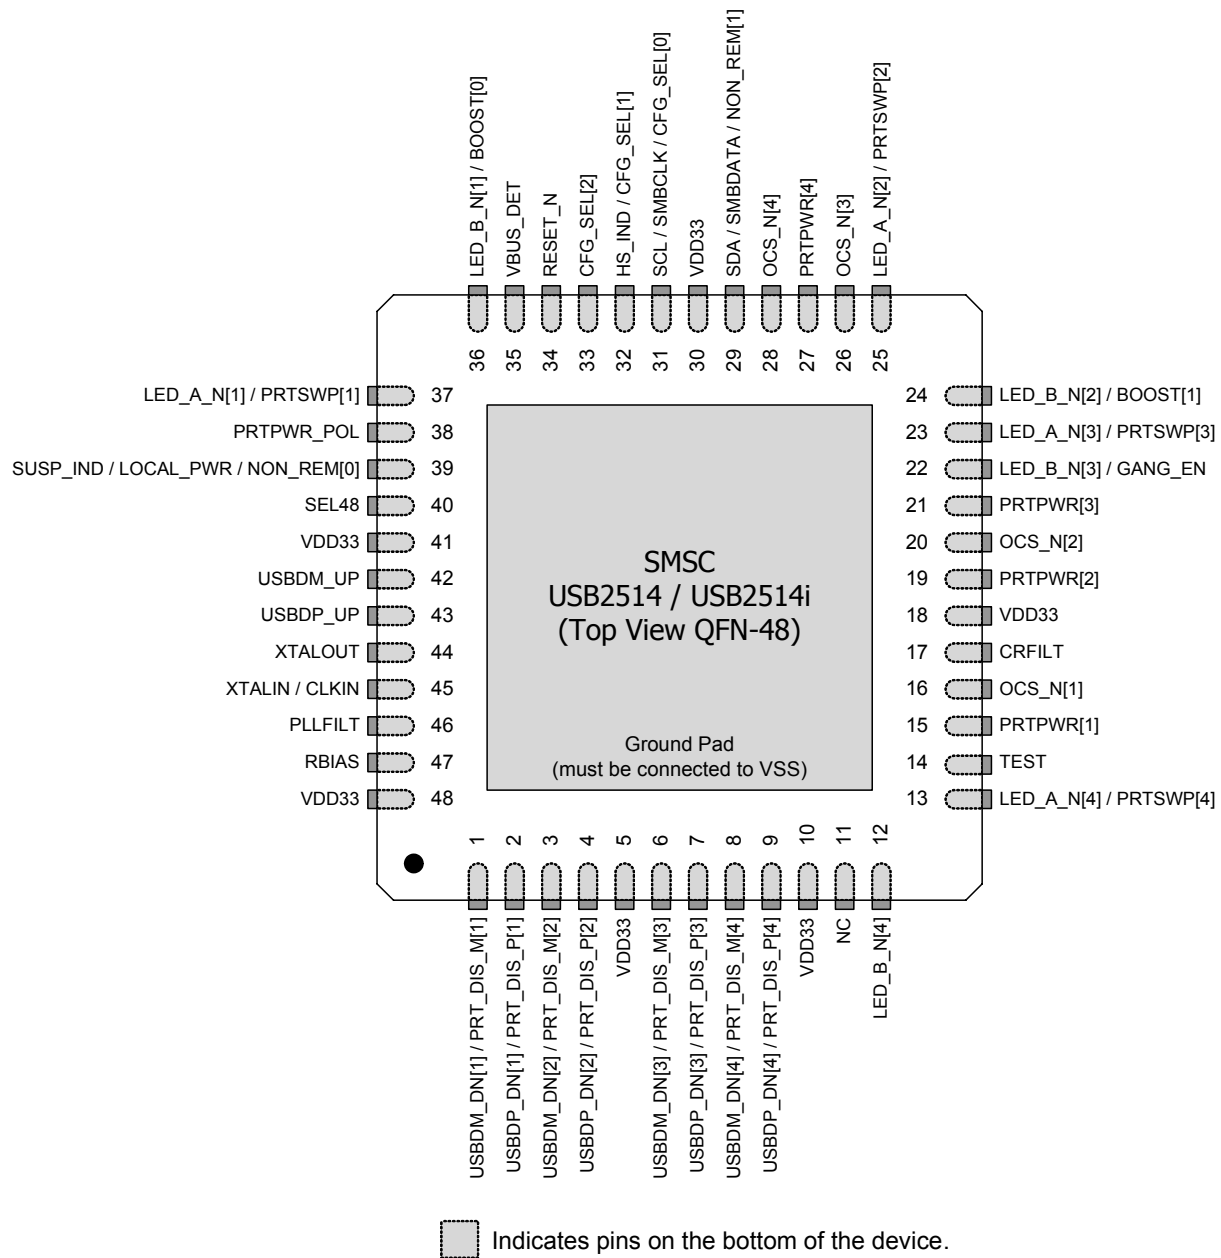 LED_B_N[1] / BOOST[0]
VBUS_DET
RESET_N
CFG_SEL[2]
HS_IND / CFG_SEL[1]
SCL / SMBCLK / CFG_SEL[0]
VDD33
SDA / SMBDATA / NON_REM[1]
OCS_N[4]
PRTPWR[4]
OCS_N[3]
LED_A_N[2] / PRTSWP[2]
36
35
34
33
32
31
30
29
28
27
26
25
LED_A_N[1] / PRTSWP[1] 37
PRTPWR_POL 38
SUSP_IND / LOCAL_PWR / NON_REM[0] 39
SEL48 40
VDD33 41
USBDM_UP 42
USBDP_UP 43
XTALOUT 44
XTALIN / CLKIN 45
PLLFILT 46
RBIAS 47
VDD33 48
SMSC
USB2514 / USB2514i
(Top View QFN-48)
Ground Pad
(must be connected to VSS)
24 LED_B_N[2] / BOOST[1]
23 LED_A_N[3] / PRTSWP[3]
22 LED_B_N[3] / GANG_EN
21 PRTPWR[3]
20 OCS_N[2]
19 PRTPWR[2]
18 VDD33
17 CRFILT
16 OCS_N[1]
15 PRTPWR[1]
14 TEST
13 LED_A_N[4] / PRTSWP[4]
1
2
3
4
5
6
7
8
9
10
11
12
USBDM_DN[1] / PRT_DIS_M[1]
USBDP_DN[1] / PRT_DIS_P[1]
USBDM_DN[2] / PRT_DIS_M[2]
USBDP_DN[2] / PRT_DIS_P[2]
VDD33
USBDM_DN[3] / PRT_DIS_M[3]
USBDP_DN[3] / PRT_DIS_P[3]
USBDM_DN[4] / PRT_DIS_M[4]
USBDP_DN[4] / PRT_DIS_P[4]
VDD33
NC
LED_B_N[4]
Indicates pins on the bottom of the device.